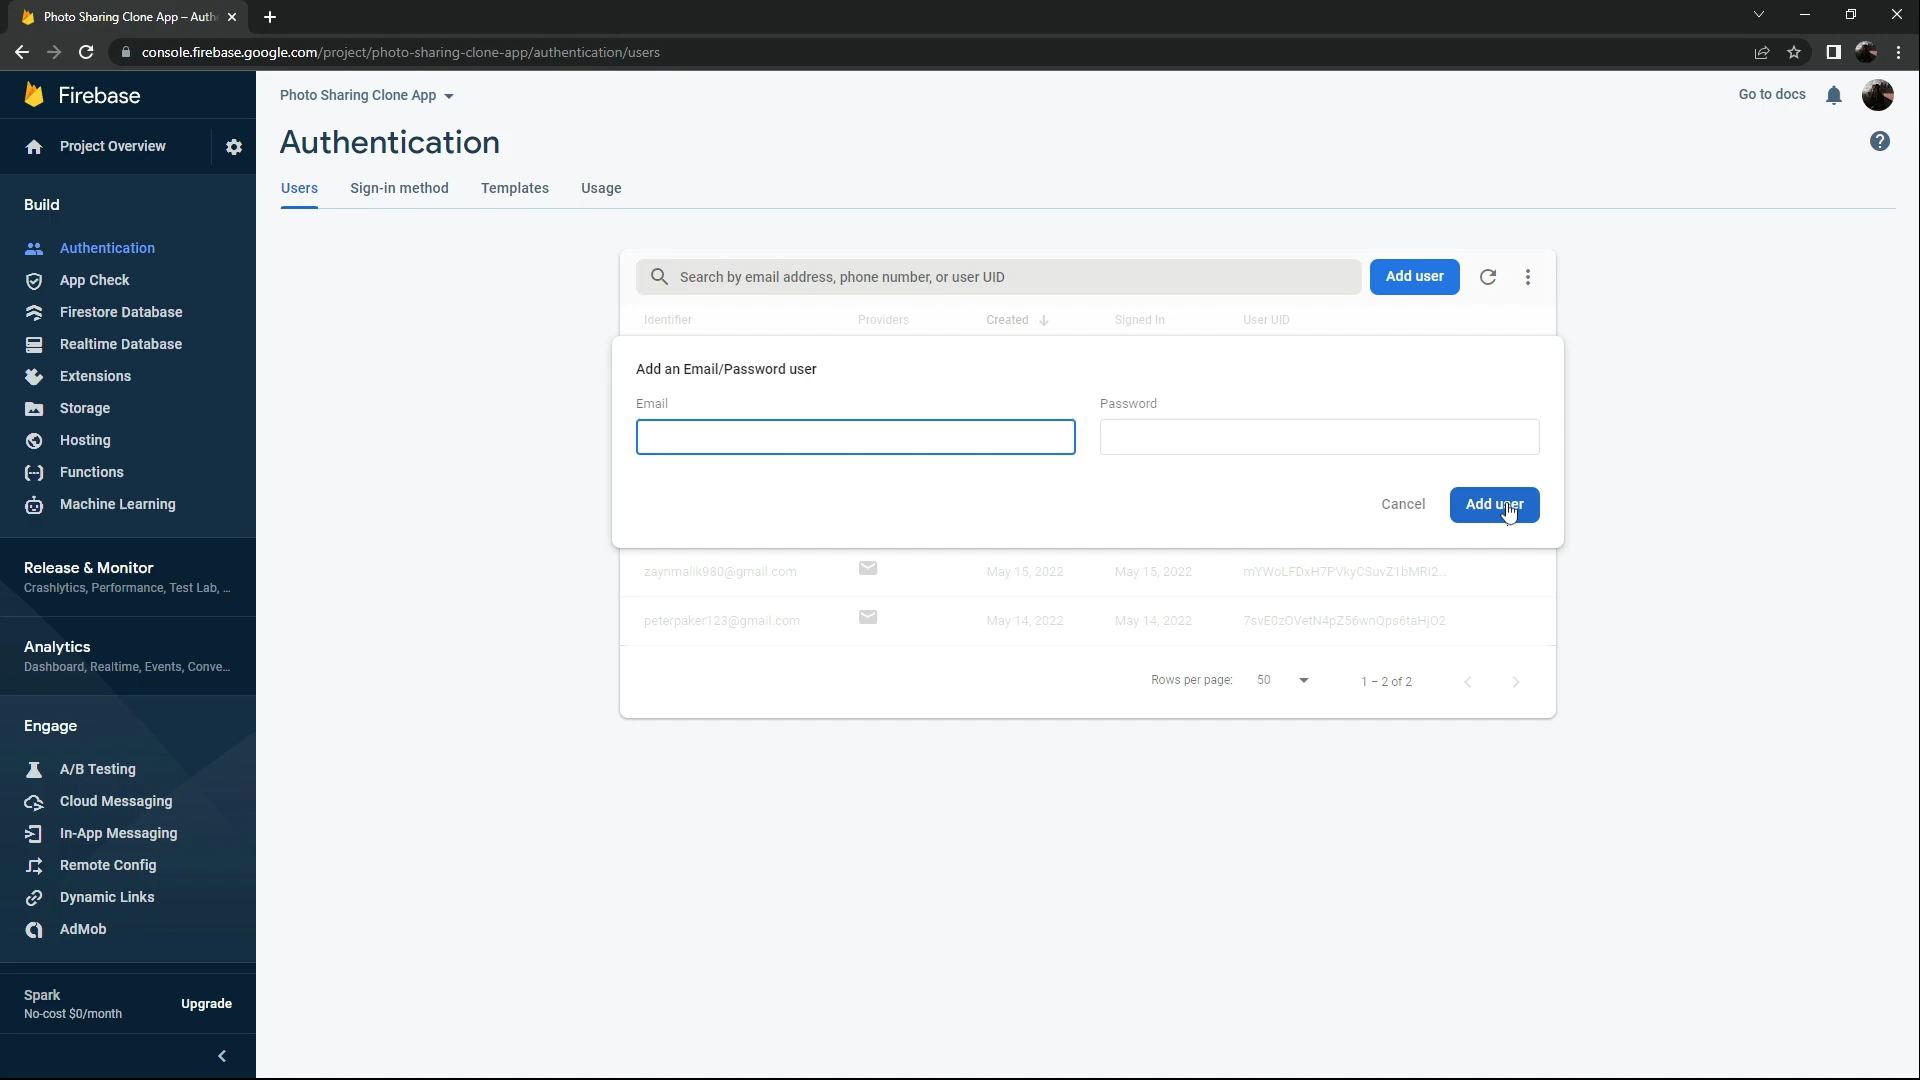 Photo Sharing Clone App – Auth
console.firebase.google.com/project/photo-sharing-clone-app/authentication/users
Firebase
Project Overview
Build
Authentication
App Check
Firestore Database
Realtime Database
Extensions
Storage
Hosting
Functions
Machine Learning
Release & Monitor
Crashlytics, Performance, Test Lab, ...
Analytics
Dashboard, Realtime, Events, Conve...
Engage
A/B Testing
Cloud Messaging
In-App Messaging
Remote Config
Dynamic Links
AdMob
Spark
No-cost $0/month
Upgrade
Photo Sharing Clone App
Go to docs
Authentication
Users Sign-in method Templates Usage
Search by email address, phone number, or user UID
Add user
Identifier Providers Created Signed In User UID
Add an Email/Password user
Email Password
Cancel Add user
zaynmalik980@gmail.com May 15, 2022 May 15, 2022 mYWoLFDxH7PVkyCSuvZ1bMRI2...
peterpaker123@gmail.com May 14, 2022 May 14, 2022 7svE0zOVetN4pZ56wnQps6taHjO2
Rows per page: 50 1 – 2 of 2